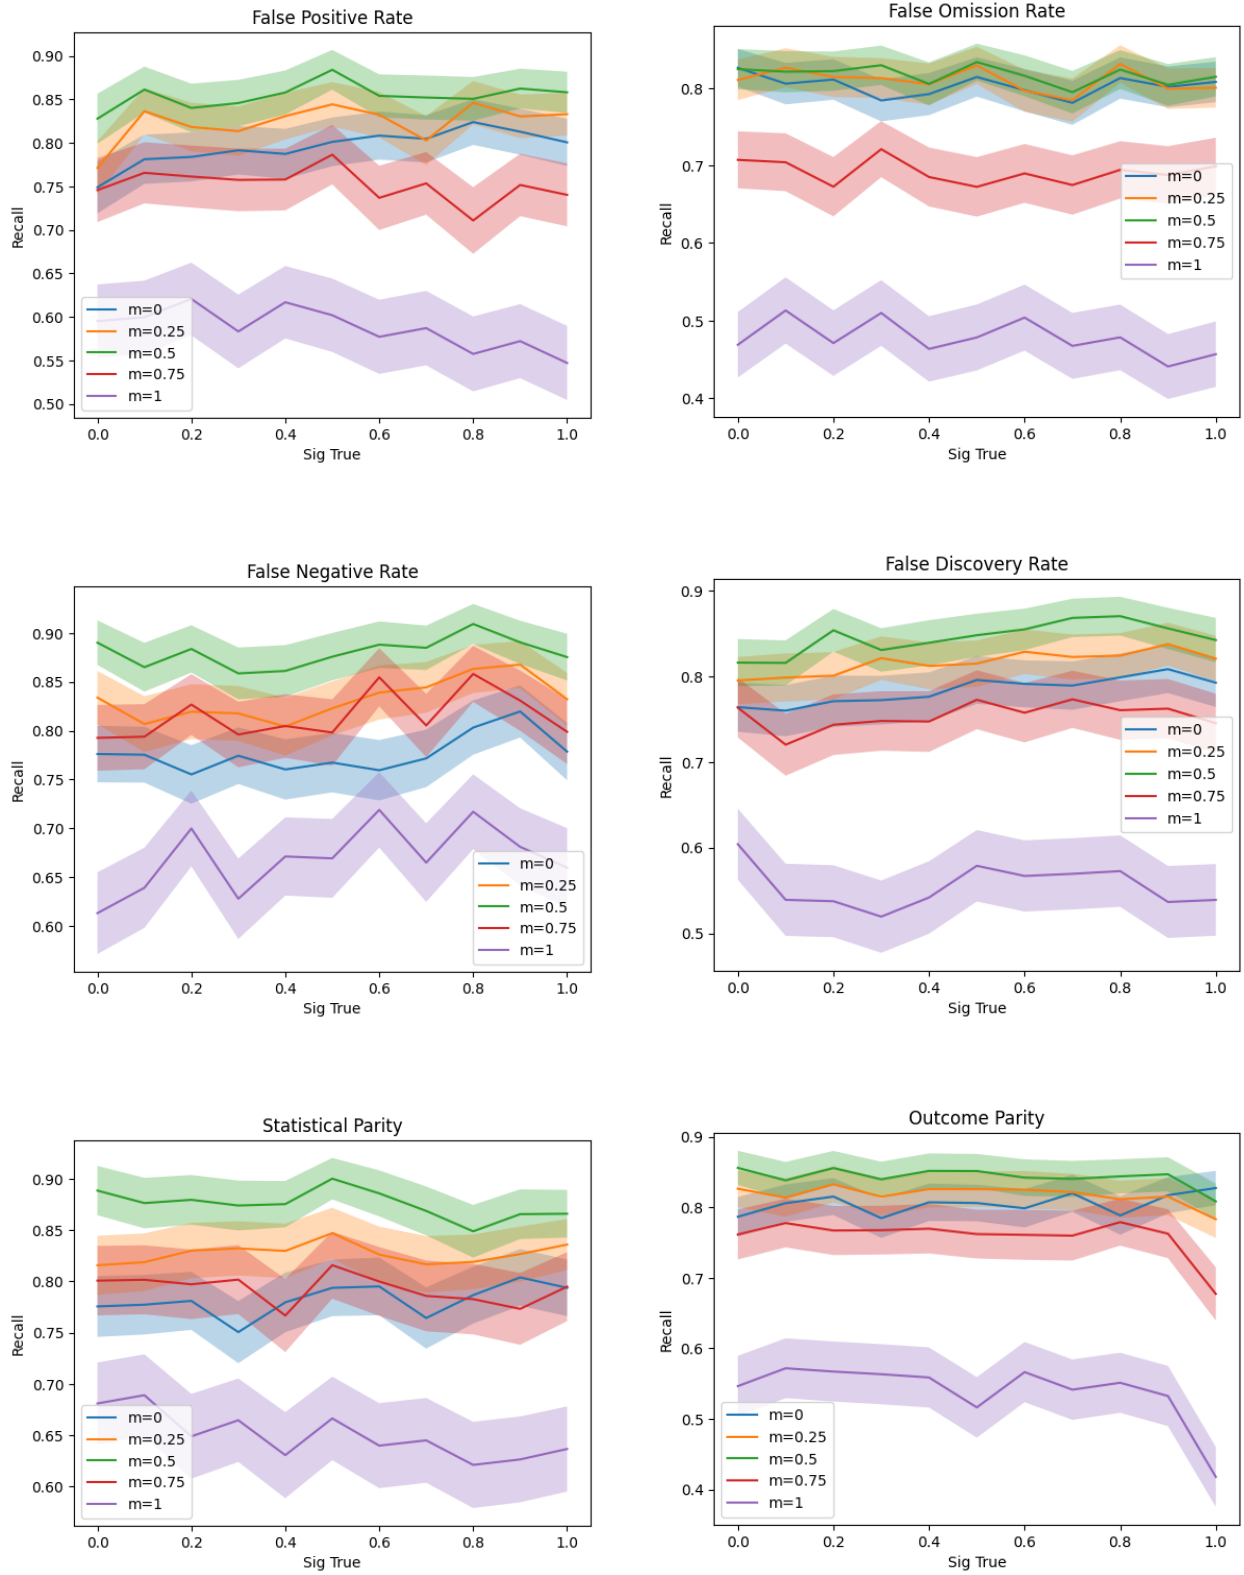 False Positive Rate
0.90
0.85
0.80
0.75
0.70
0.65
0.60
0.55
0.50
Recall
m=0
m=0.25
m=0.5
m=0.75
m=1
0.0 0.2 0.4 0.6 0.8 1.0
Sig True
False Omission Rate
0.8
0.7
0.6
0.5
0.4
Recall
m=0
m=0.25
m=0.5
m=0.75
m=1
0.0 0.2 0.4 0.6 0.8 1.0
Sig True
False Negative Rate
0.90
0.85
0.80
0.75
0.70
0.65
0.60
Recall
m=0
m=0.25
m=0.5
m=0.75
m=1
0.0 0.2 0.4 0.6 0.8 1.0
Sig True
False Discovery Rate
0.9
0.8
0.7
0.6
0.5
Recall
m=0
m=0.25
m=0.5
m=0.75
m=1
0.0 0.2 0.4 0.6 0.8 1.0
Sig True
Statistical Parity
0.90
0.85
0.80
0.75
0.70
0.65
0.60
Recall
m=0
m=0.25
m=0.5
m=0.75
m=1
0.0 0.2 0.4 0.6 0.8 1.0
Sig True
Outcome Parity
0.9
0.8
0.7
0.6
0.5
0.4
Recall
m=0
m=0.25
m=0.5
m=0.75
m=1
0.0 0.2 0.4 0.6 0.8 1.0
Sig True